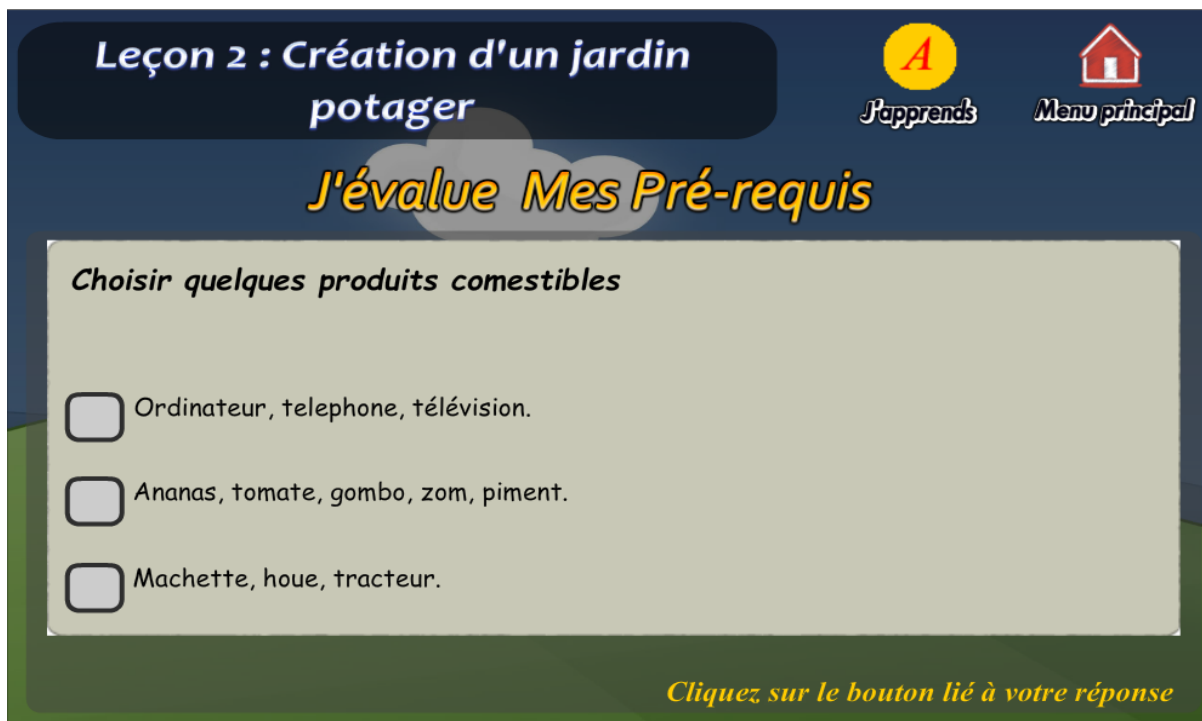 Leçon 2 : Création d'un jardin
potager
A
J'apprends
Menu principal
J'évalue Mes Pré-requis
Choisir quelques produits comestibles
Ordinateur, telephone, télévision.
Ananas, tomate, gombo, zom, piment.
Machette, houe, tracteur.
Cliquez sur le bouton lié à votre réponse